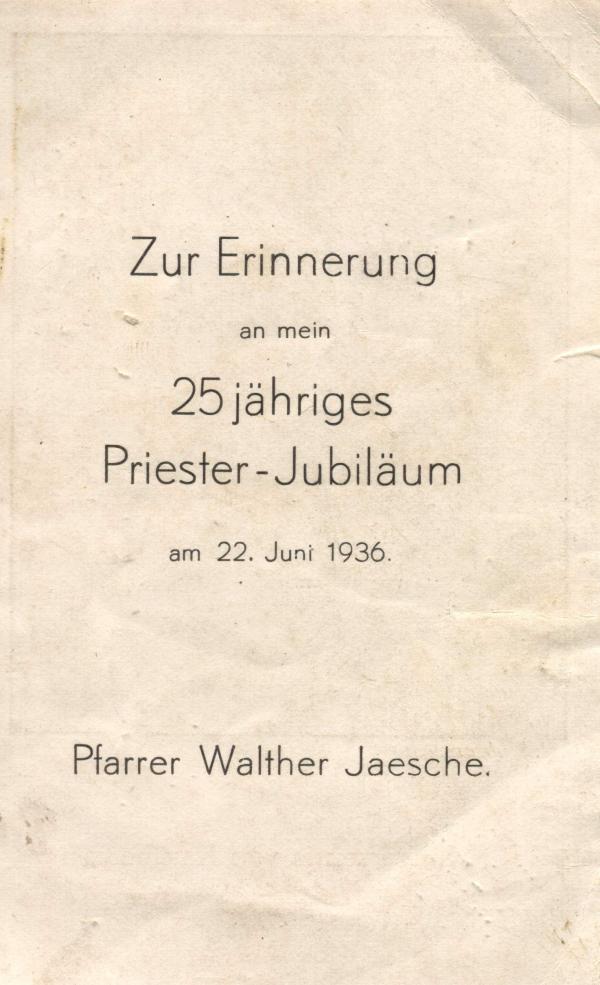 Zur Erinnerung
an mein
25jähriges
Priester-Jubiläum
am 22. Juni 1936.
Pfarrer Walther Jaesche.